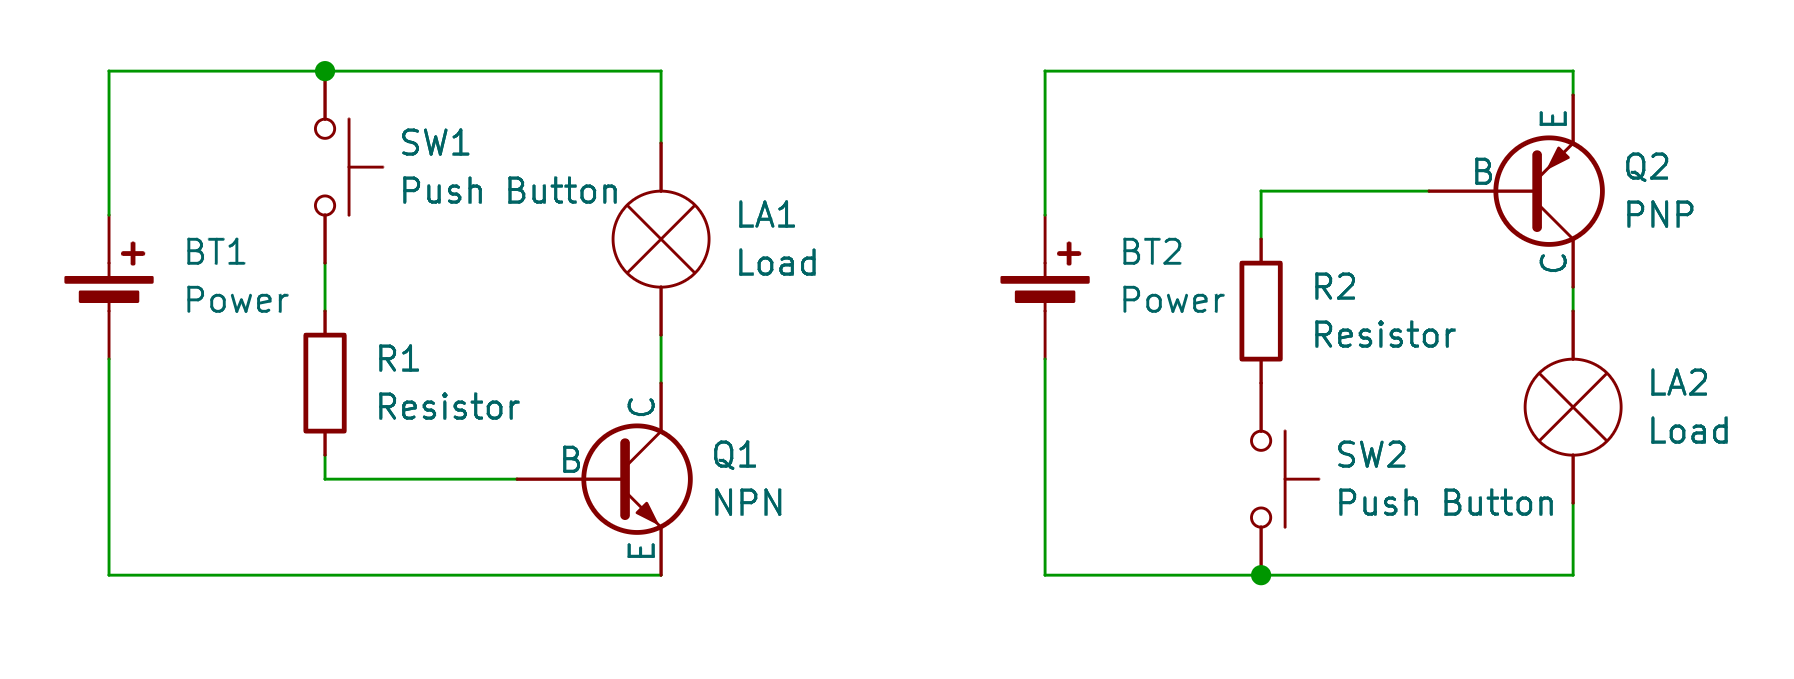 SW1
Push Button
BT1
Power
+
LA1
Load
R1
Resistor
B
C
E
Q1
NPN
E
B
C
Q2
PNP
BT2
Power
+
R2
Resistor
LA2
Load
SW2
Push Button